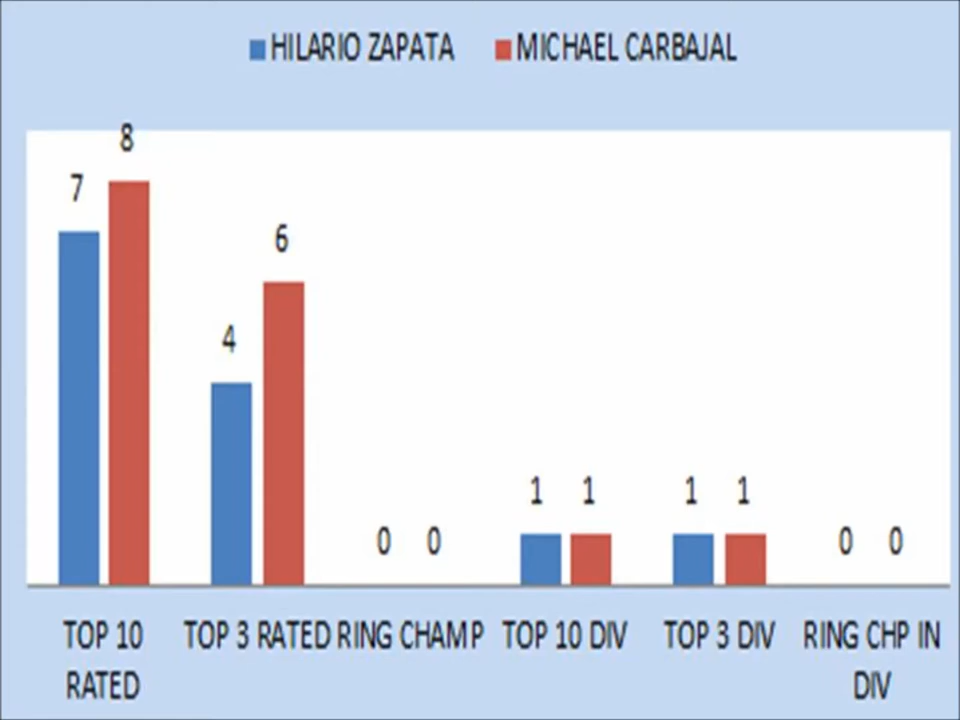 HILARIO ZAPATA MICHAEL CARBAJAL
8
7
6
4
1 1 1 1
0 0 0 0
TOP 10 TOP 3 RATED RING CHAMP TOP 10 DIV TOP 3 DIV RING CHP IN
RATED DIV